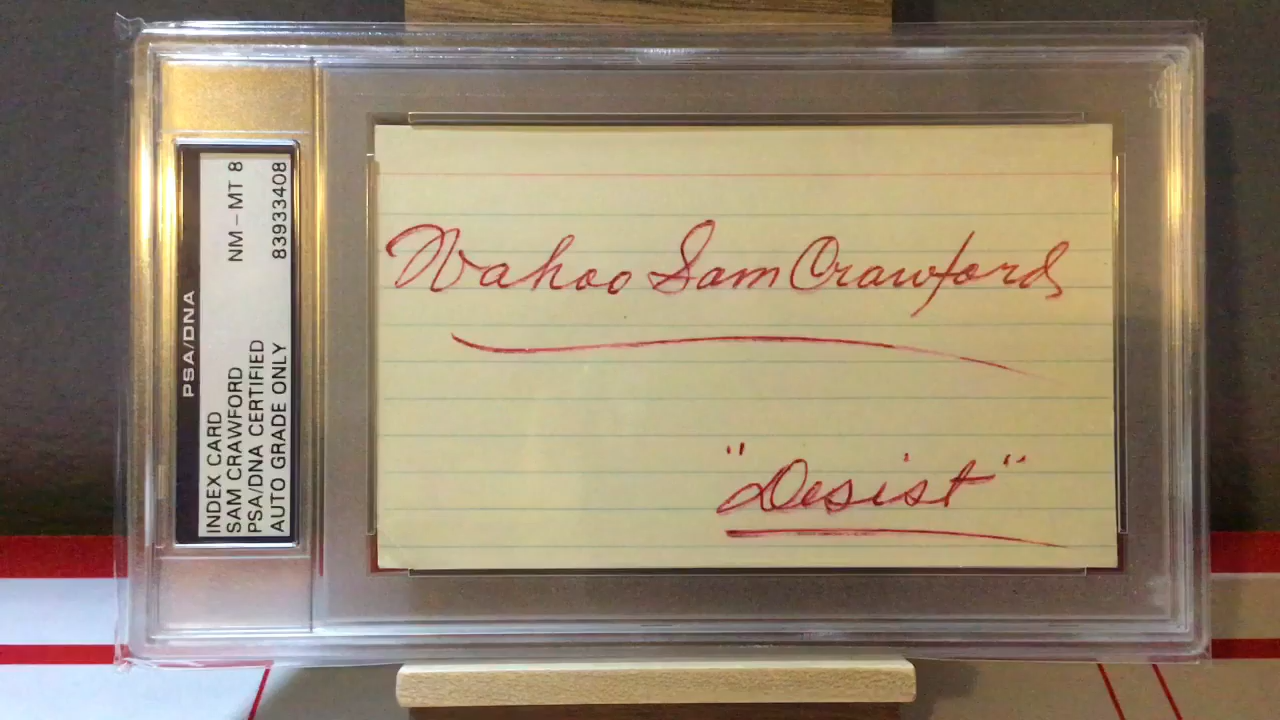 PSA/DNA
INDEX CARD NM-MT 8
SAM CRAWFORD
PSA/DNA CERTIFIED
AUTO GRADE ONLY 83933408
Wahoo Sam Crawford
"Desist"